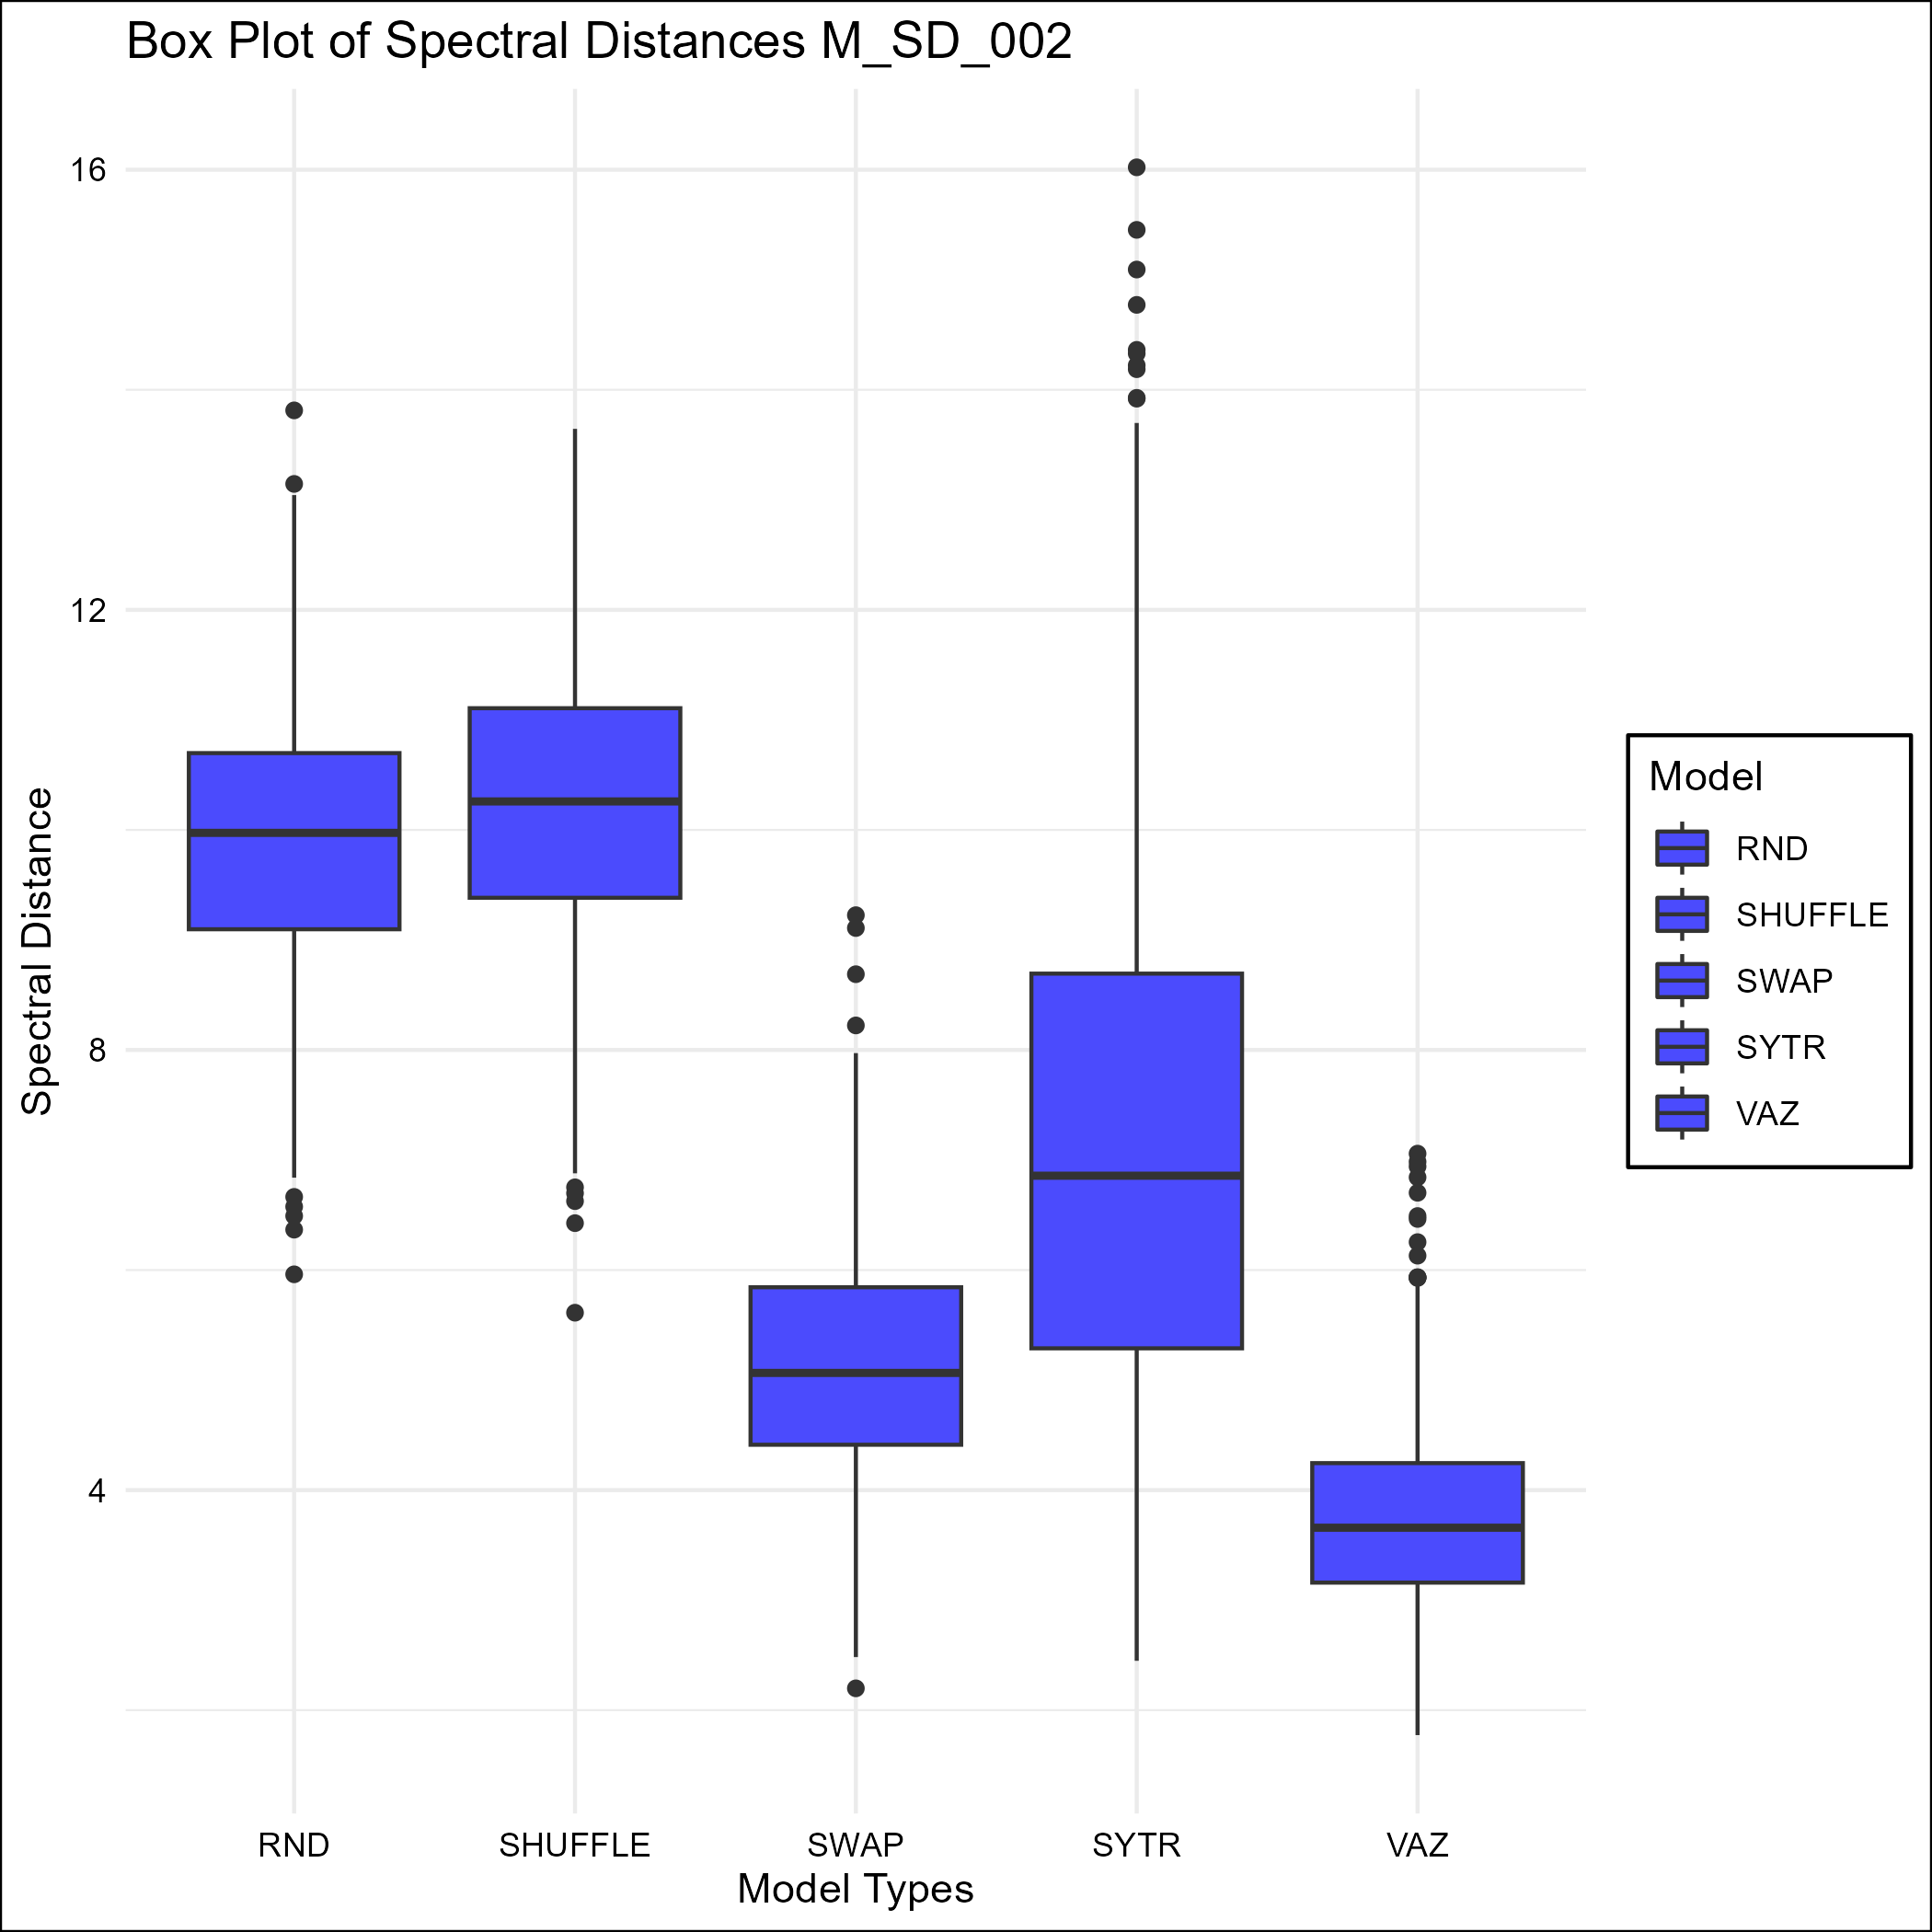 Box Plot of Spectral Distances M_SD_002
16
12
8
4
Spectral Distance
RND
SHUFFLE
SWAP
SYTR
VAZ
Model Types
Model
RND
SHUFFLE
SWAP
SYTR
VAZ